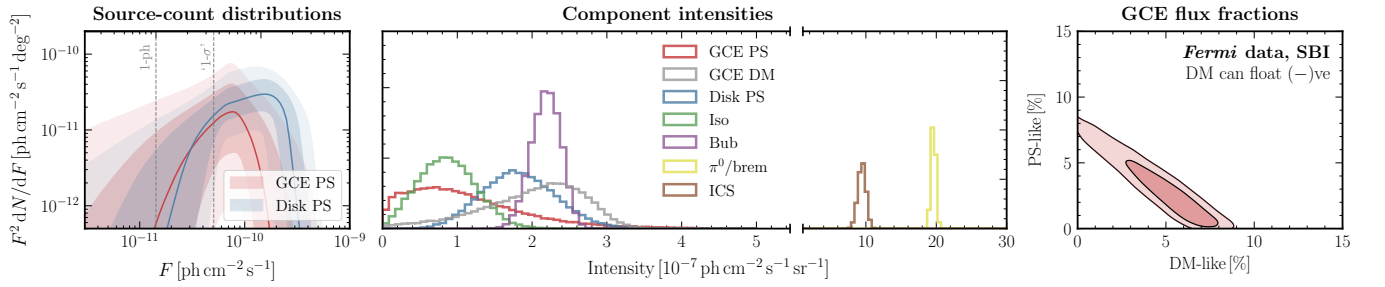 Source-count distributions
F² dN/dF [ph cm⁻² s⁻¹ deg⁻²]
10⁻¹⁰
10⁻¹¹
10⁻¹²
1-ph
'1-σ'
GCE PS
Disk PS
10⁻¹¹ 10⁻¹⁰ 10⁻⁹
F [ph cm⁻² s⁻¹]
Component intensities
GCE PS
GCE DM
Disk PS
Iso
Bub
π⁰/brem
ICS
0 1 2 3 4 5 10 20 30
Intensity [10⁻⁷ ph cm⁻² s⁻¹ sr⁻¹]
GCE flux fractions
Fermi data, SBI
DM can float (−)ve
PS-like [%]
15
10
5
0
0 5 10 15
DM-like [%]